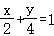 x/2 + y/4 = 1